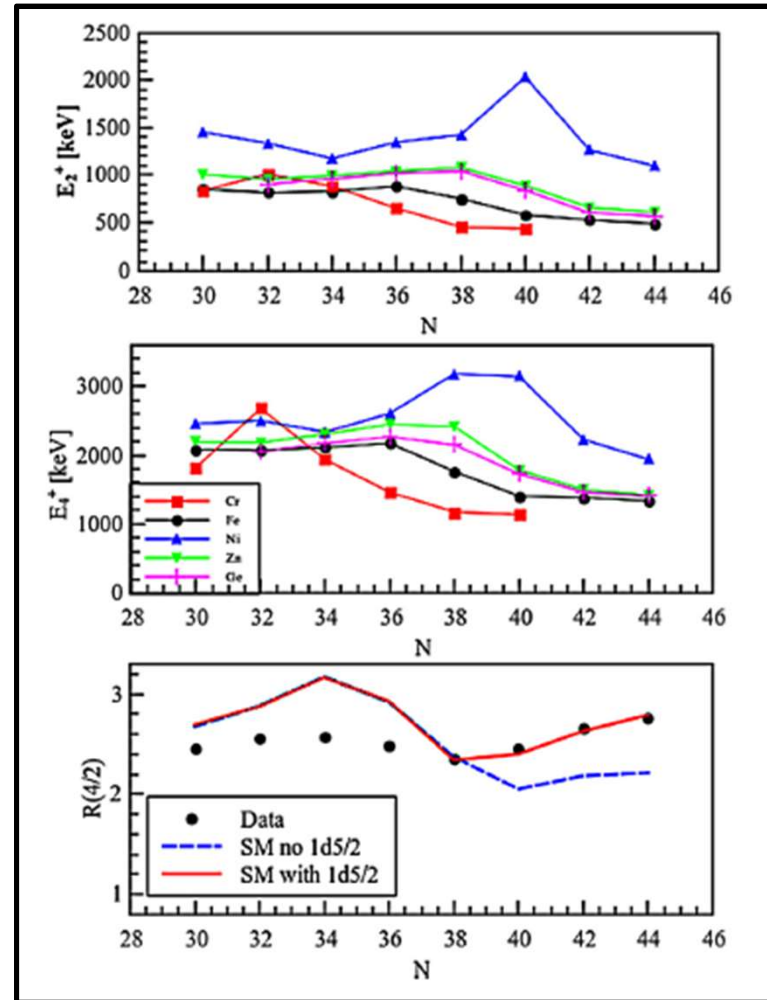 2500
2000
1500
1000
500
0
E₂⁺ [keV]
28 30 32 34 36 38 40 42 44 46
N
3000
2000
1000
0
E₄⁺ [keV]
Cr
Fe
Ni
Zn
Ge
28 30 32 34 36 38 40 42 44 46
N
3
2
1
R(4/2)
Data
SM no 1d5/2
SM with 1d5/2
28 30 32 34 36 38 40 42 44 46
N